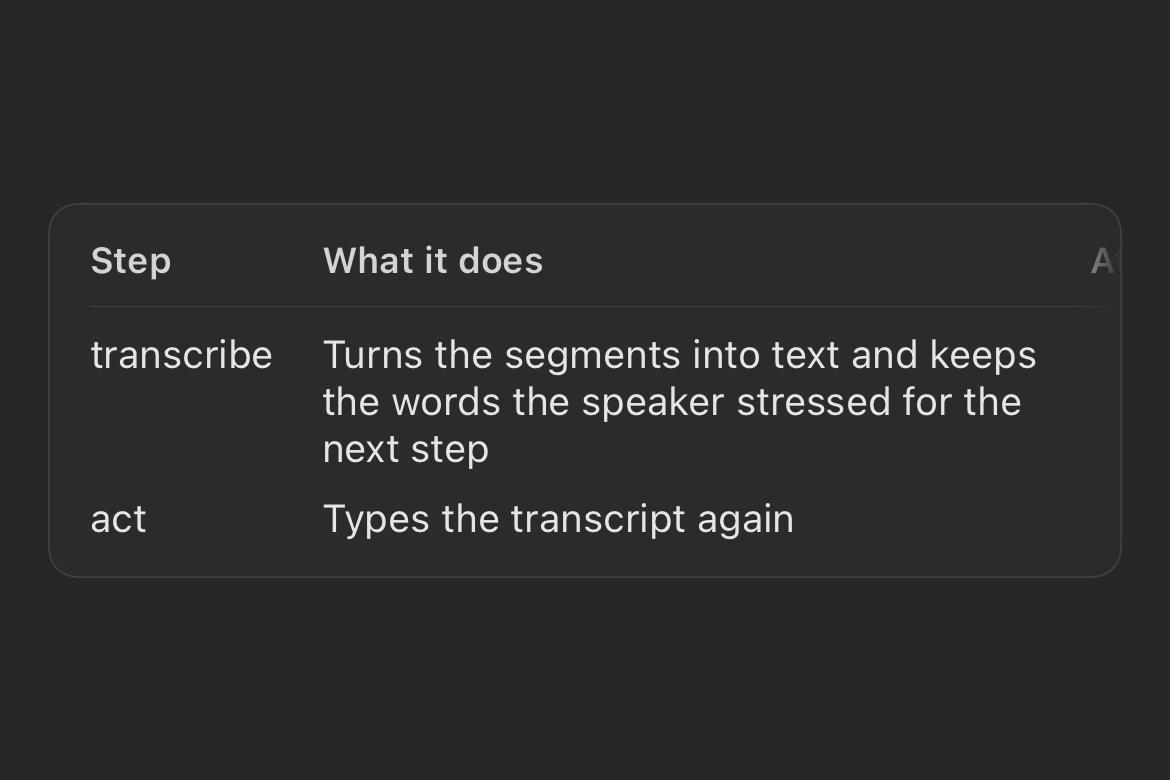 Step What it does
transcribe Turns the segments into text and keeps
the words the speaker stressed for the
next step
act Types the transcript again